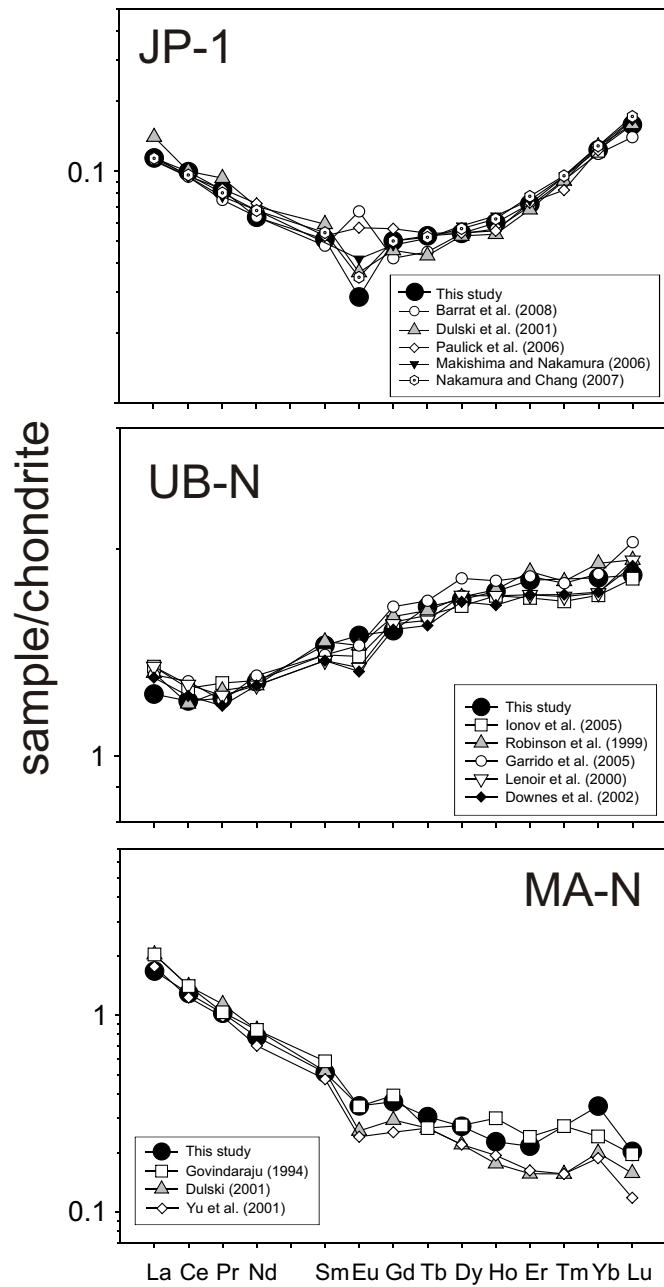 JP-1
0.1
This study
Barrat et al. (2008)
Dulski et al. (2001)
Paulick et al. (2006)
Makishima and Nakamura (2006)
Nakamura and Chang (2007)
sample/chondrite
UB-N
1
This study
Ionov et al. (2005)
Robinson et al. (1999)
Garrido et al. (2005)
Lenoir et al. (2000)
Downes et al. (2002)
MA-N
1
0.1
This study
Govindaraju (1994)
Dulski (2001)
Yu et al. (2001)
La Ce Pr Nd Sm Eu Gd Tb Dy Ho Er Tm Yb Lu